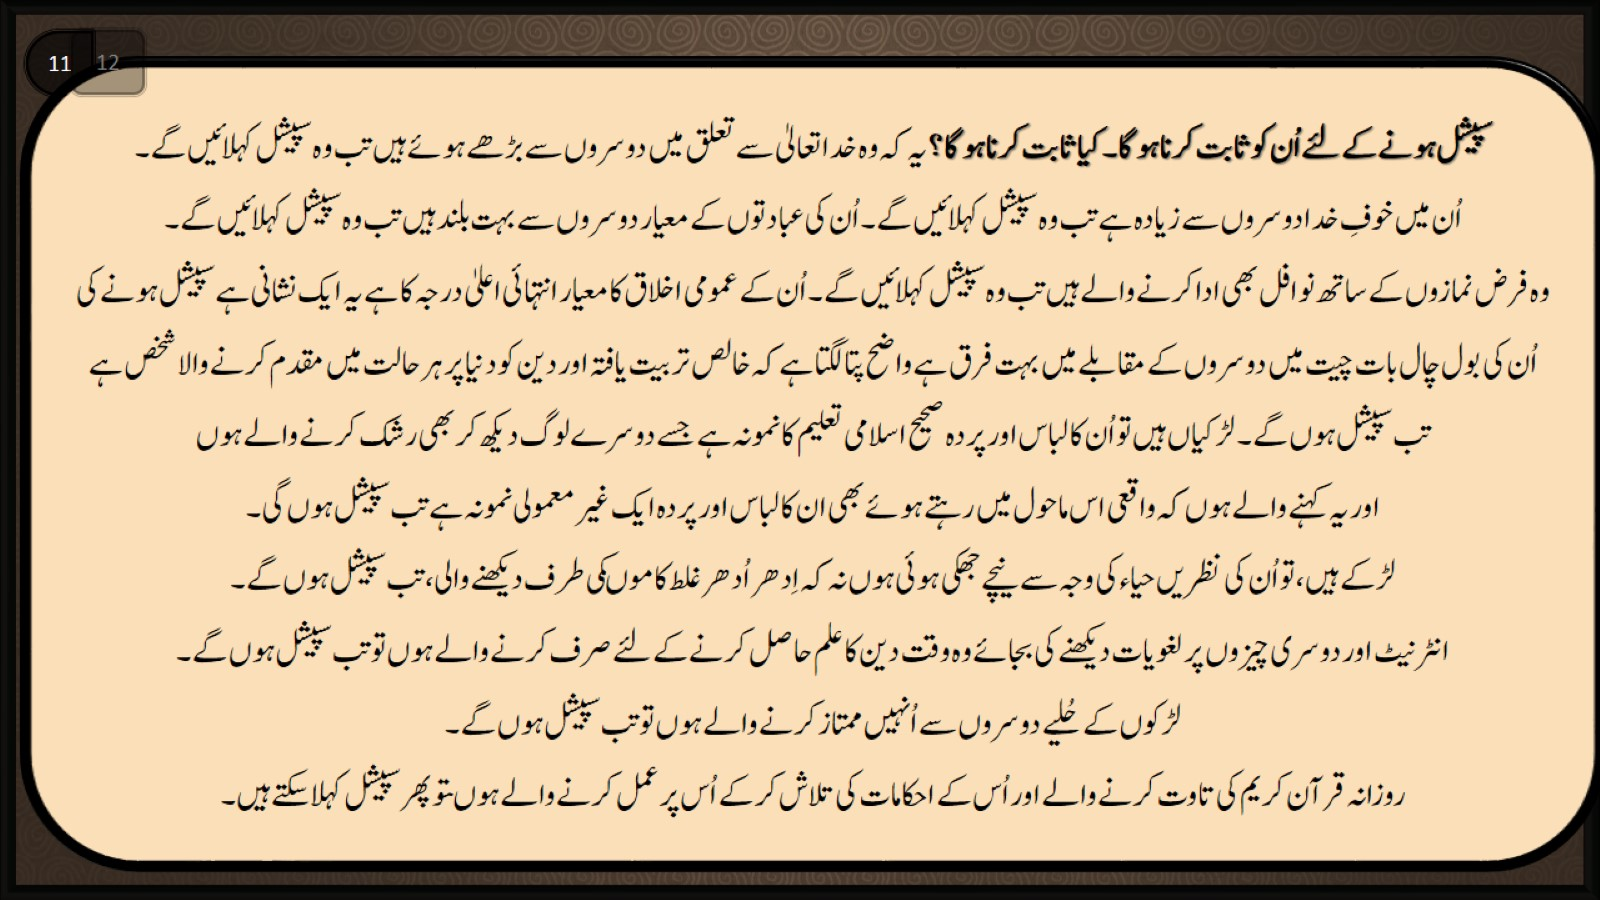 11 12
سپیشل ہونے کے لئے اُن کو ثابت کرنا ہو گا۔ کیا ثابت کرنا ہو گا؟ یہ کہ وہ خدا تعالیٰ سے تعلق میں دوسروں سے بڑھے ہوئے ہیں تب وہ سپیشل کہلائیں گے۔
اُن میں خوفِ خدا دوسروں سے زیادہ ہے تب وہ سپیشل کہلائیں گے۔ اُن کی عبادتوں کے معیار دوسروں سے بہت بلند ہیں تب وہ سپیشل کہلائیں گے۔
وہ فرض نمازوں کے ساتھ نوافل بھی ادا کرنے والے ہیں تب وہ سپیشل کہلائیں گے۔ اُن کے عمومی اخلاق کا معیار انتہائی اعلیٰ درجہ کا ہے یہ ایک نشانی ہے سپیشل ہونے کی
اُن کی بول چال بات چیت میں دوسروں کے مقابلے میں بہت فرق ہے واضح پتا لگتا ہے کہ خالص تربیت یافتہ اور دین کو دنیا پر ہر حالت میں مقدم کرنے والا شخص ہے
تب سپیشل ہوں گے۔ لڑکیاں ہیں تو اُن کا لباس اور پردہ صحیح اسلامی تعلیم کا نمونہ ہے جسے دوسرے لوگ دیکھ کر بھی رشک کرنے والے ہوں
اور یہ کہنے والے ہوں کہ واقعی اس ماحول میں رہتے ہوئے بھی ان کا لباس اور پردہ ایک غیر معمولی نمونہ ہے تب سپیشل ہوں گی۔
لڑکے ہیں، تو اُن کی نظریں حیاء کی وجہ سے نیچے جھکی ہوئی ہوں نہ کہ اِدھر اُدھر غلط کاموں کی طرف دیکھنے والی، تب سپیشل ہوں گے۔
انٹرنیٹ اور دوسری چیزوں پر لغویات دیکھنے کی بجائے وہ وقت دین کا علم حاصل کرنے کے لئے صرف کرنے والے ہوں تو تب سپیشل ہوں گے۔
لڑکوں کے حُلیے دوسروں سے اُنہیں ممتاز کرنے والے ہوں تو تب سپیشل ہوں گے۔
روزانہ قرآن کریم کی تاوت کرنے والے اور اُس کے احکامات کی تلاش کر کے اُس پر عمل کرنے والے ہوں تو پھر سپیشل کہلا سکتے ہیں۔